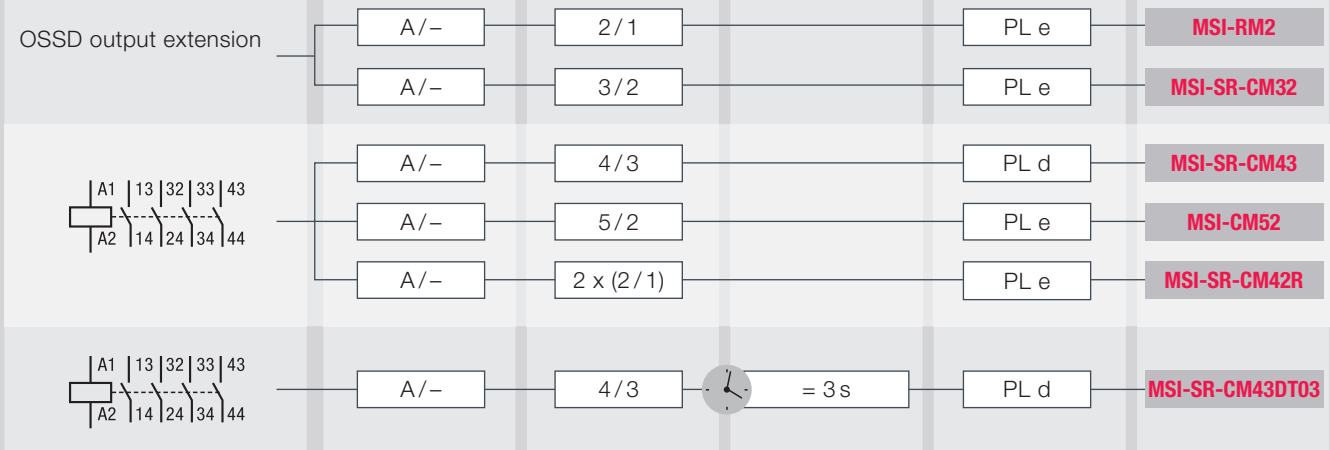 OSSD output extension
A/– 2/1 PL e MSI-RM2
A/– 3/2 PL e MSI-SR-CM32
A1 13 32 33 43
A2 14 24 34 44
A/– 4/3 PL d MSI-SR-CM43
A/– 5/2 PL e MSI-CM52
A/– 2 x (2/1) PL e MSI-SR-CM42R
A1 13 32 33 43
A2 14 24 34 44
A/– 4/3 = 3 s PL d MSI-SR-CM43DT03